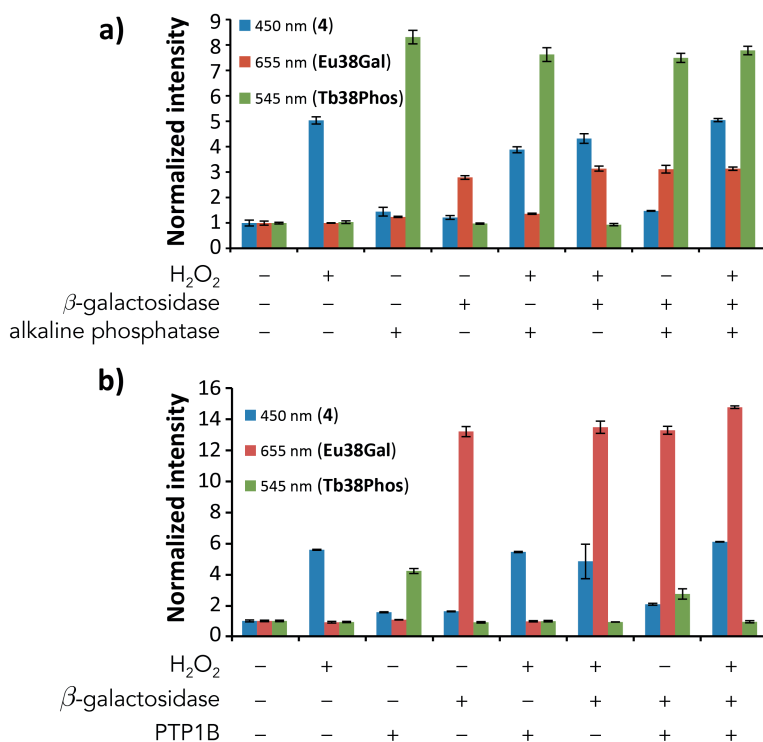 a)
Normalized intensity
9
8
7
6
5
4
3
2
1
0
450 nm (4)
655 nm (Eu38Gal)
545 nm (Tb38Phos)
H₂O₂ – + – – + + – +
β-galactosidase – – – + – + + +
alkaline phosphatase – – + – + – + +
b)
Normalized intensity
16
14
12
10
8
6
4
2
0
450 nm (4)
655 nm (Eu38Gal)
545 nm (Tb38Phos)
H₂O₂ – + – – + + – +
β-galactosidase – – – + – + + +
PTP1B – – + – + – + +